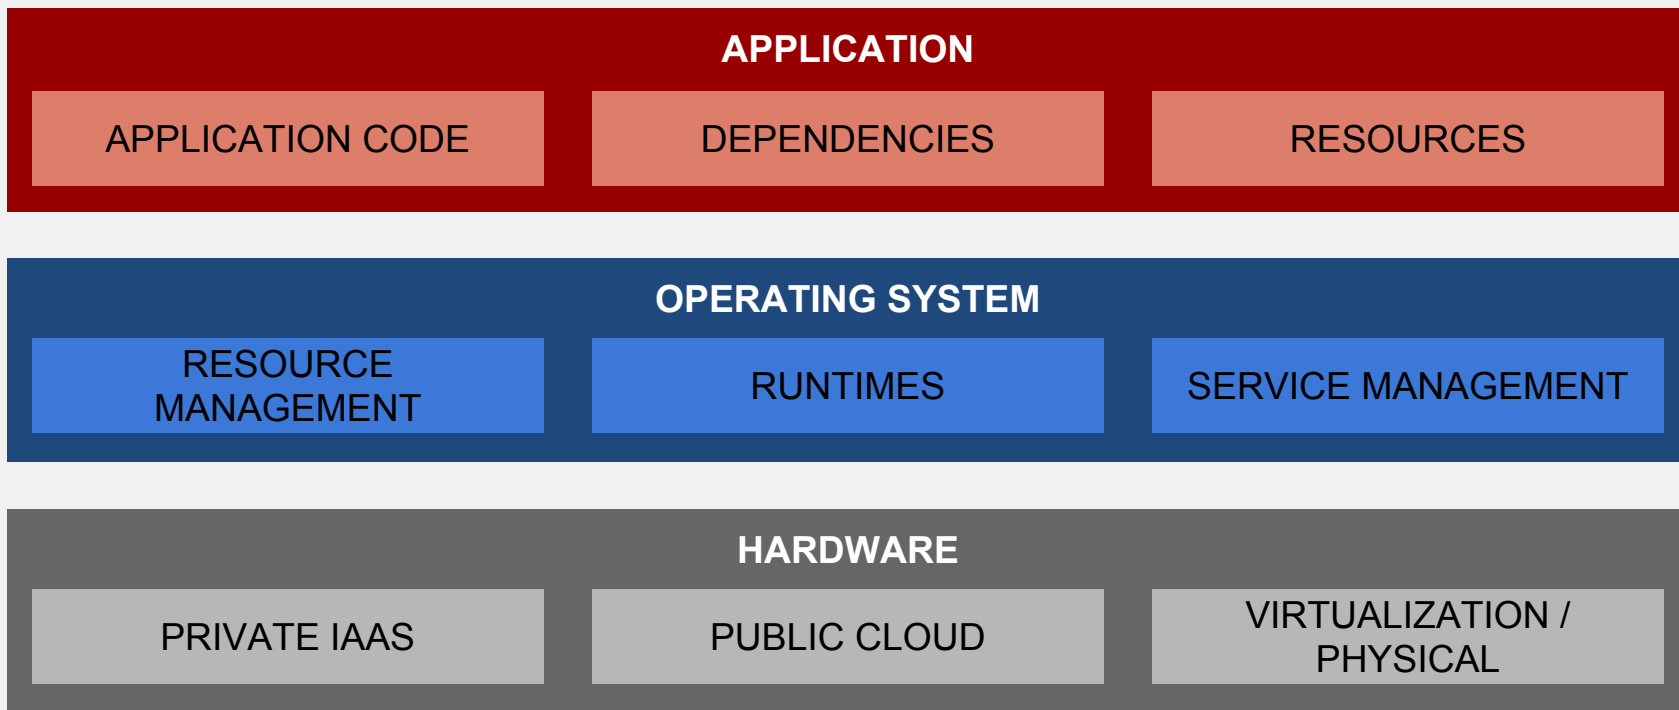 APPLICATION
APPLICATION CODE
DEPENDENCIES
RESOURCES
OPERATING SYSTEM
RESOURCE
MANAGEMENT
RUNTIMES
SERVICE MANAGEMENT
HARDWARE
PRIVATE IAAS
PUBLIC CLOUD
VIRTUALIZATION /
PHYSICAL